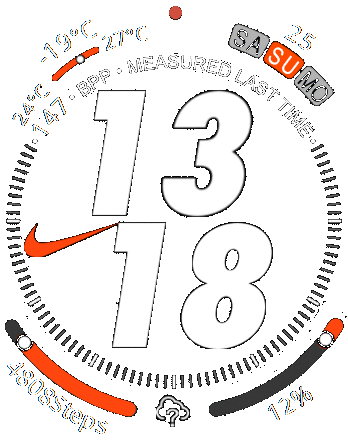 -19°C 27°C
24°C
25
SA SU MO
·147 · BPP · MEASURED LAST TIME ·
13
18
4808Steps
?
12%